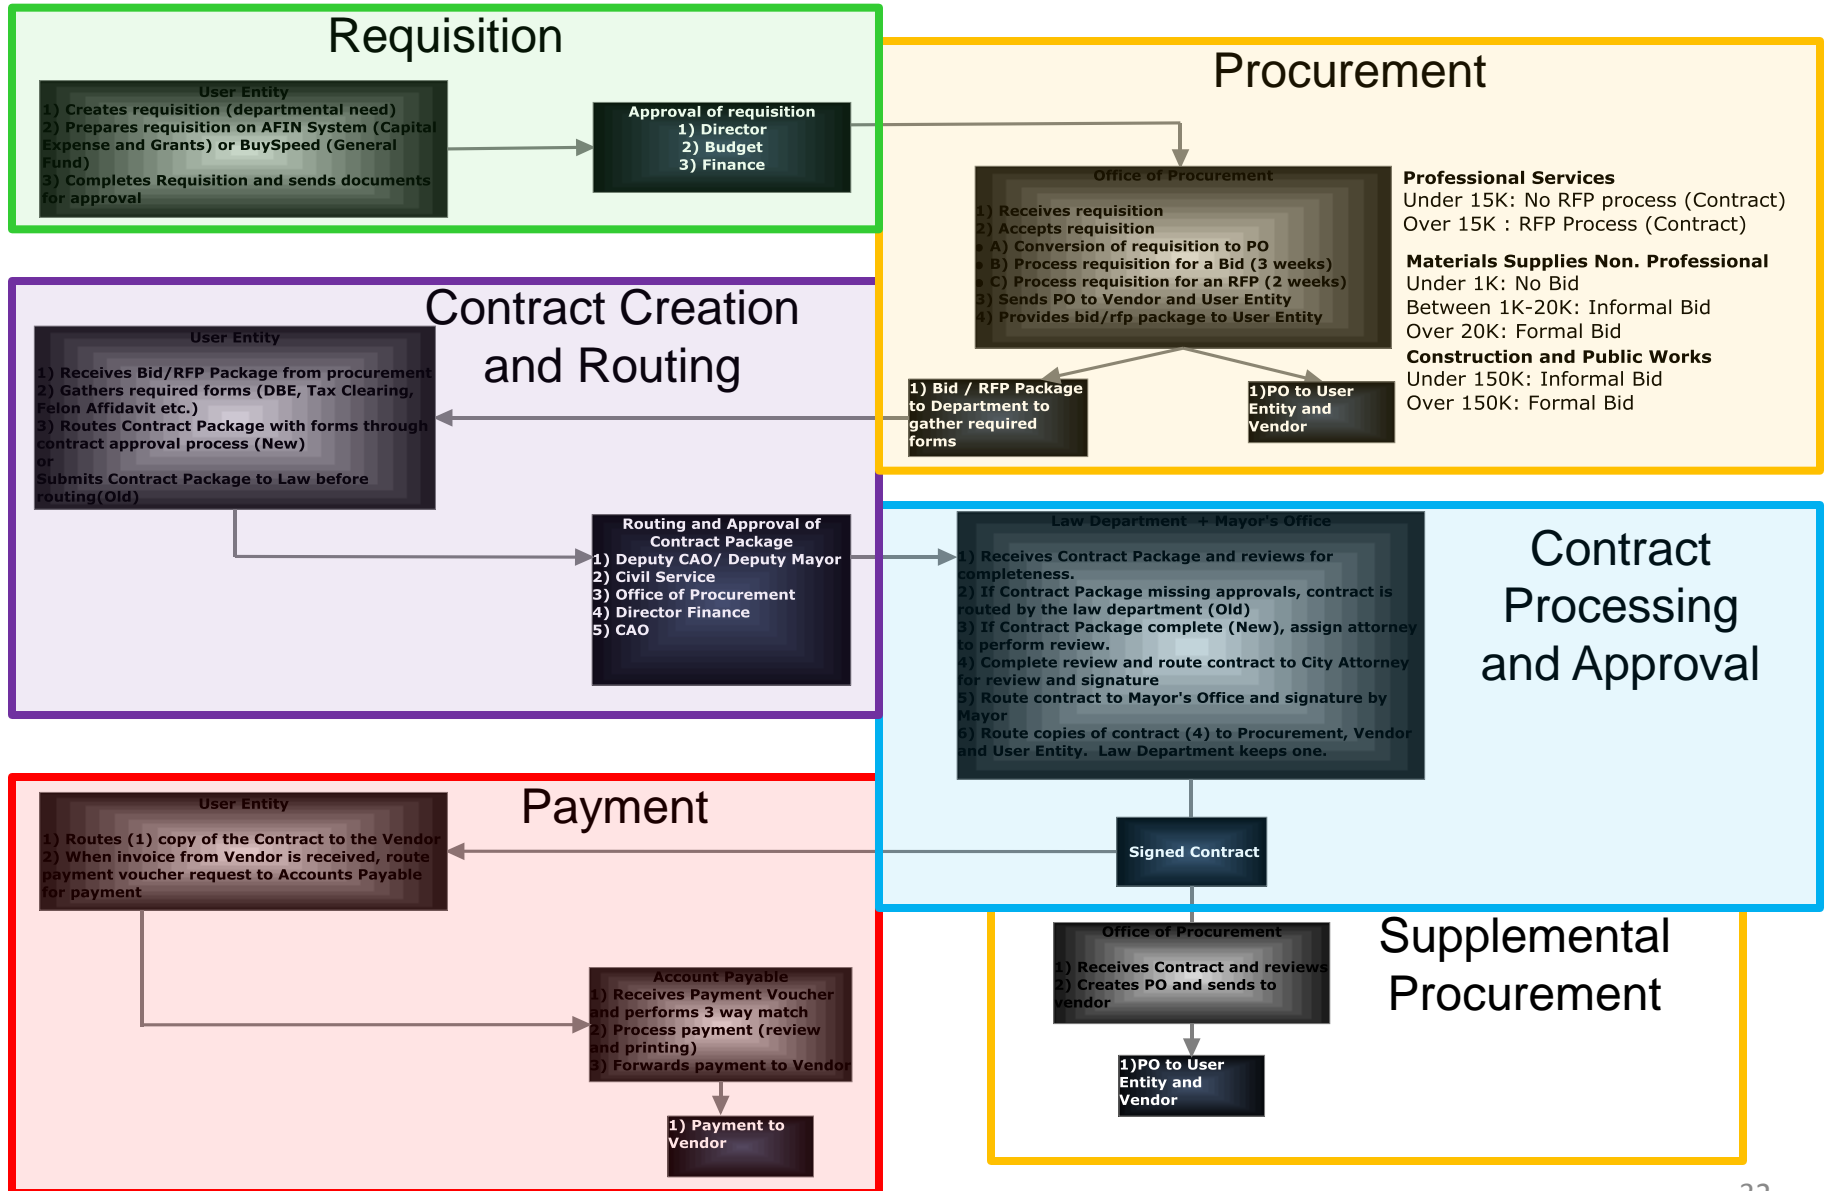 Requisition
User Entity
1) Creates requisition (departmental need)
2) Prepares requisition on AFIN System (Capital
Expense and Grants) or BuySpeed (General
Fund)
3) Completes Requisition and sends documents
for approval
Approval of requisition
1) Director
2) Budget
3) Finance
Procurement
Office of Procurement
1) Receives requisition
2) Accepts requisition
• A) Conversion of requisition to PO
• B) Process requisition for a Bid (3 weeks)
• C) Process requisition for an RFP (2 weeks)
3) Sends PO to Vendor and User Entity
4) Provides bid/rfp package to User Entity
Professional Services
Under 15K: No RFP process (Contract)
Over 15K : RFP Process (Contract)
Materials Supplies Non. Professional
Under 1K: No Bid
Between 1K-20K: Informal Bid
Over 20K: Formal Bid
Construction and Public Works
Under 150K: Informal Bid
Over 150K: Formal Bid
1) Bid / RFP Package
to Department to
gather required
forms
1)PO to User
Entity and
Vendor
Contract Creation
and Routing
User Entity
1) Receives Bid/RFP Package from procurement
2) Gathers required forms (DBE, Tax Clearing,
Felon Affidavit etc.)
3) Routes Contract Package with forms through
contract approval process (New)
or
Submits Contract Package to Law before
routing(Old)
Routing and Approval of
Contract Package
1) Deputy CAO/ Deputy Mayor
2) Civil Service
3) Office of Procurement
4) Director Finance
5) CAO
Law Department  + Mayor's Office
1) Receives Contract Package and reviews for
completeness.
2) If Contract Package missing approvals, contract is
routed by the law department (Old)
3) If Contract Package complete (New), assign attorney
to perform review.
4) Complete review and route contract to City Attorney
for review and signature
5) Route contract to Mayor's Office and signature by
Mayor
6) Route copies of contract (4) to Procurement, Vendor
and User Entity.  Law Department keeps one.
Contract
Processing
and Approval
Signed Contract
Payment
User Entity
1) Routes (1) copy of the Contract to the Vendor
2) When invoice from Vendor is received, route
payment voucher request to Accounts Payable
for payment
Account Payable
1) Receives Payment Voucher
and performs 3 way match
2) Process payment (review
and printing)
3) Forwards payment to Vendor
1) Payment to
Vendor
Supplemental
Procurement
Office of Procurement
1) Receives Contract and reviews
2) Creates PO and sends to
vendor
1)PO to User
Entity and
Vendor